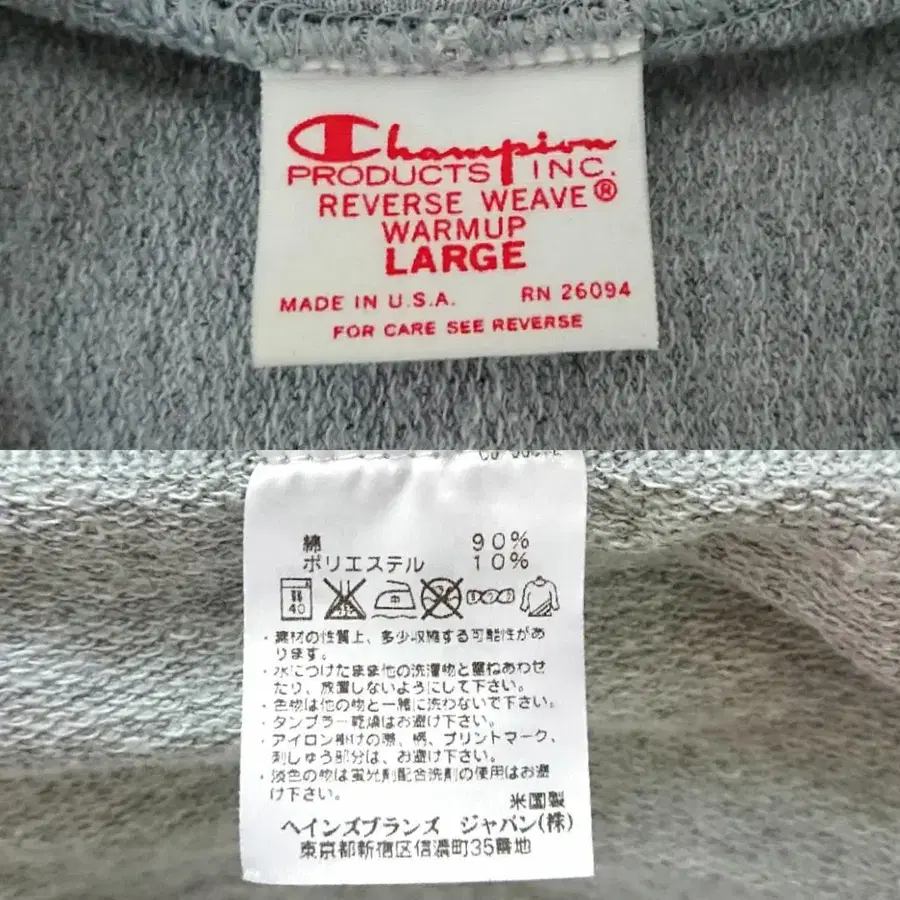 Champion
PRODUCTS INC.
REVERSE WEAVE®
WARMUP
LARGE
MADE IN U.S.A. RN 26094
FOR CARE SEE REVERSE
綿 90%
ポリエステル 10%
40
・素材の性質上、多少収縮する可能性があ
ります。
・水につけたまま他の洗濯物と重ねあわせ
たり、放置しないようにして下さい。
・色物は他の物と一緒に洗わないで下さい。
・タンブラー乾燥はお避け下さい。
・アイロン掛けの際、柄、プリントマーク、
刺しゅう部分は、お避け下さい。
・淡色の物は蛍光剤配合洗剤の使用はお避
け下さい。
米国製
ヘインズブランズ ジャパン(株)
東京都新宿区信濃町35番地